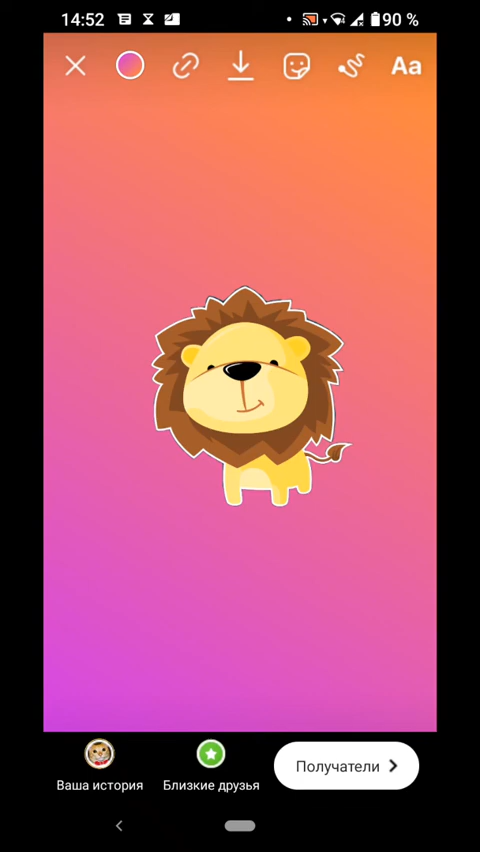 14:52
90 %
Aa
Ваша история
Близкие друзья
Получатели